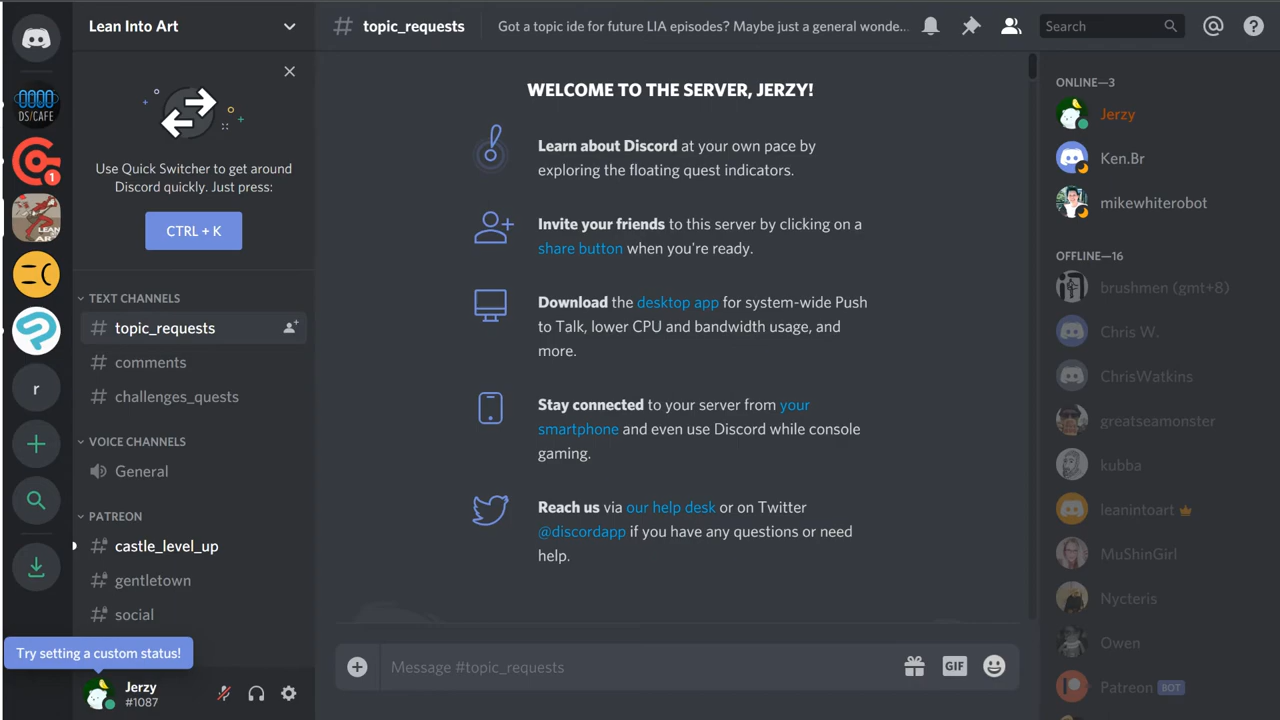 Lean Into Art
# topic_requests
Got a topic ide for future LIA episodes? Maybe just a general wonde...
Search
DS/CAFE
1
LEAN
r
Use Quick Switcher to get around
Discord quickly. Just press:
CTRL + K
TEXT CHANNELS
# topic_requests
# comments
# challenges_quests
VOICE CHANNELS
General
PATREON
castle_level_up
gentletown
social
Try setting a custom status!
Jerzy
#1087
WELCOME TO THE SERVER, JERZY!
Learn about Discord at your own pace by
exploring the floating quest indicators.
Invite your friends to this server by clicking on a
share button when you're ready.
Download the desktop app for system-wide Push
to Talk, lower CPU and bandwidth usage, and
more.
Stay connected to your server from your
smartphone and even use Discord while console
gaming.
Reach us via our help desk or on Twitter
@discordapp if you have any questions or need
help.
Message #topic_requests
GIF
ONLINE—3
Jerzy
Ken.Br
mikewhiterobot
OFFLINE—16
brushmen (gmt+8)
Chris W.
ChrisWatkins
greatseamonster
kubba
leanintoart
MuShinGirl
Nycteris
Owen
Patreon BOT